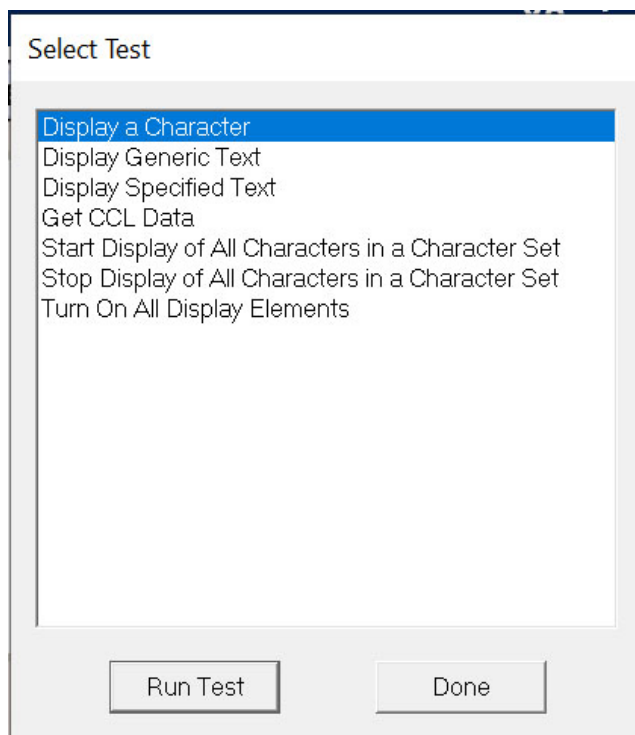 Select Test
Display a Character
Display Generic Text
Display Specified Text
Get CCL Data
Start Display of All Characters in a Character Set
Stop Display of All Characters in a Character Set
Turn On All Display Elements
Run Test
Done